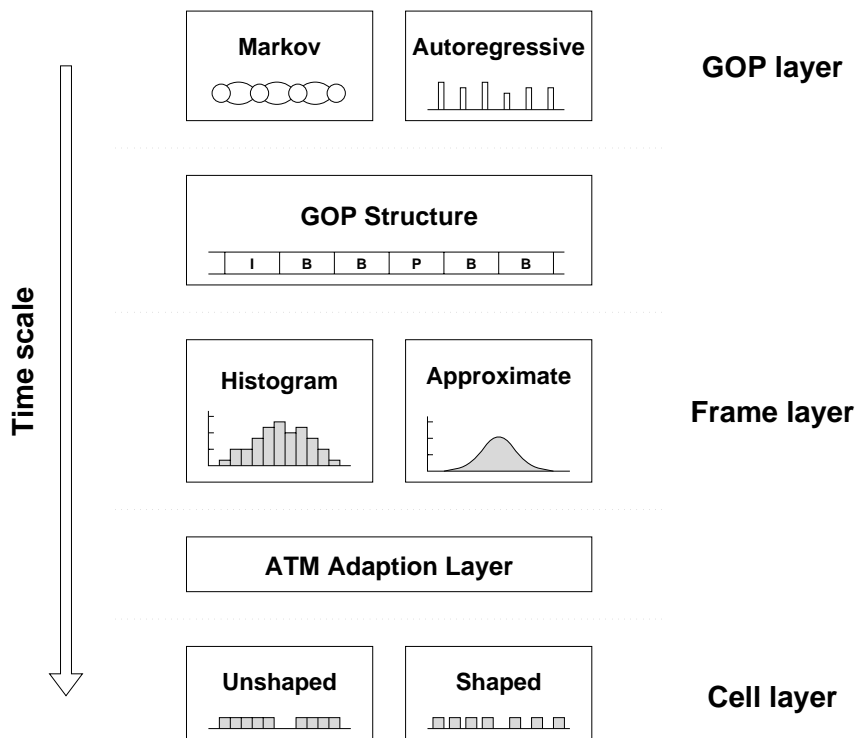 Markov
Autoregressive
GOP layer
GOP Structure
I B B P B B
Time scale
Histogram
Approximate
Frame layer
ATM Adaption Layer
Unshaped
Shaped
Cell layer